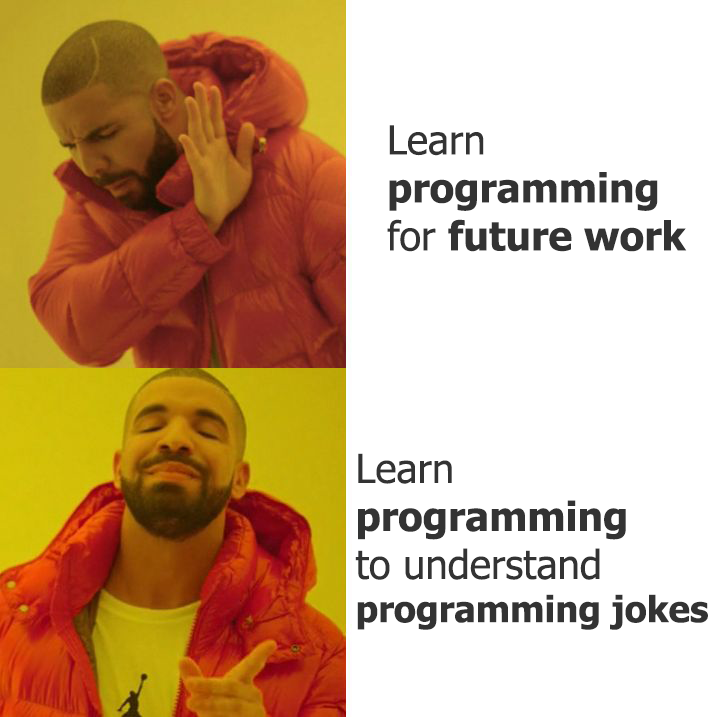 Learn
programming
for future work
Learn
programming
to understand
programming jokes